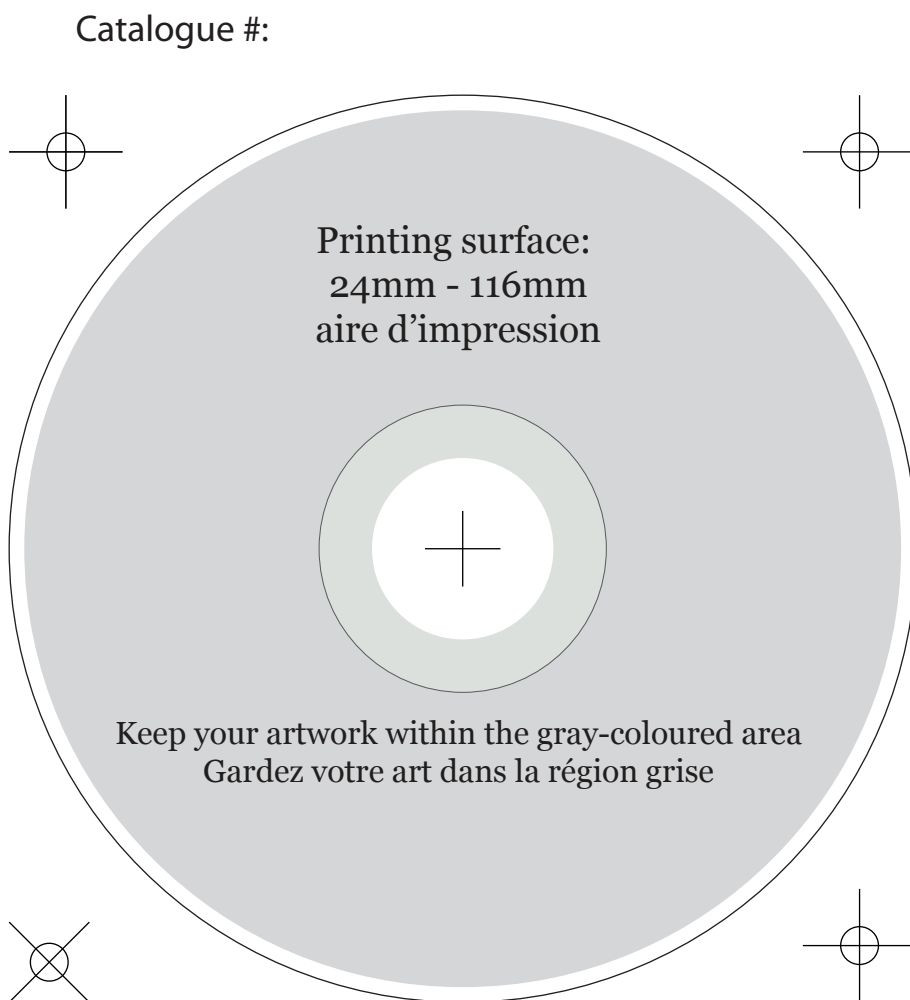 Catalogue #:
Printing surface:
24mm - 116mm
aire d’impression
Keep your artwork within the gray-coloured area
Gardez votre art dans la région grise